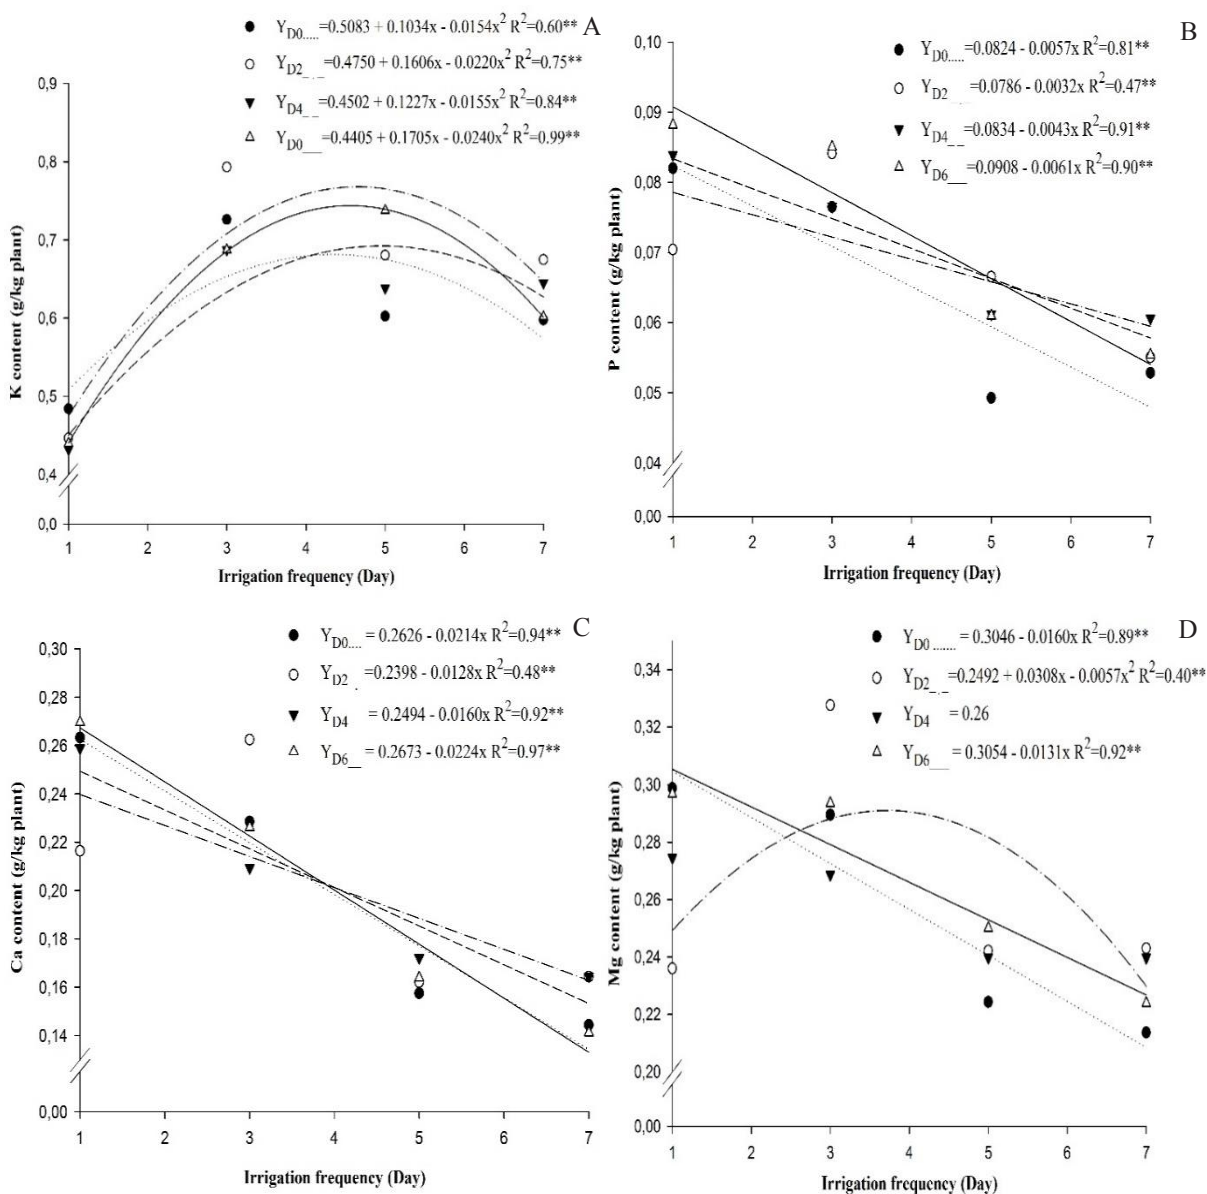 Y_D0.....=0.5083 + 0.1034x - 0.0154x² R²=0.60** A
Y_D2_._._=0.4750 + 0.1606x - 0.0220x² R²=0.75**
Y_D4_ _=0.4502 + 0.1227x - 0.0155x² R²=0.84**
Y_D0___=0.4405 + 0.1705x - 0.0240x² R²=0.99**
K content (g/kg plant)
0,9
0,8
0,7
0,6
0,5
0,4
0,0
1 2 3 4 5 6 7
Irrigation frequency (Day)
B
Y_D0.....=0.0824 - 0.0057x R²=0.81**
Y_D2_._=0.0786 - 0.0032x R²=0.47**
Y_D4_ _=0.0834 - 0.0043x R²=0.91**
Y_D6___=0.0908 - 0.0061x R²=0.90**
P content (g/kg plant)
0,10
0,09
0,08
0,07
0,06
0,05
0,04
0,00
1 2 3 4 5 6 7
Irrigation frequency (Day)
Y_D0.... = 0.2626 - 0.0214x R²=0.94** C
Y_D2 . =0.2398 - 0.0128x R²=0.48**
Y_D4 = 0.2494 - 0.0160x R²=0.92**
Y_D6__ = 0.2673 - 0.0224x R²=0.97**
Ca content (g/kg plant)
0,30
0,28
0,26
0,24
0,22
0,20
0,18
0,16
0,14
0,00
1 2 3 4 5 6 7
Irrigation frequency (Day)
D
Y_D0 ....... = 0.3046 - 0.0160x R²=0.89**
Y_D2_._=0.2492 + 0.0308x - 0.0057x² R²=0.40**
Y_D4 = 0.26
Y_D6___ = 0.3054 - 0.0131x R²=0.92**
Mg content (g/kg plant)
0,34
0,32
0,30
0,28
0,26
0,24
0,22
0,20
0,00
1 2 3 4 5 6 7
Irrigation frequency (Day)